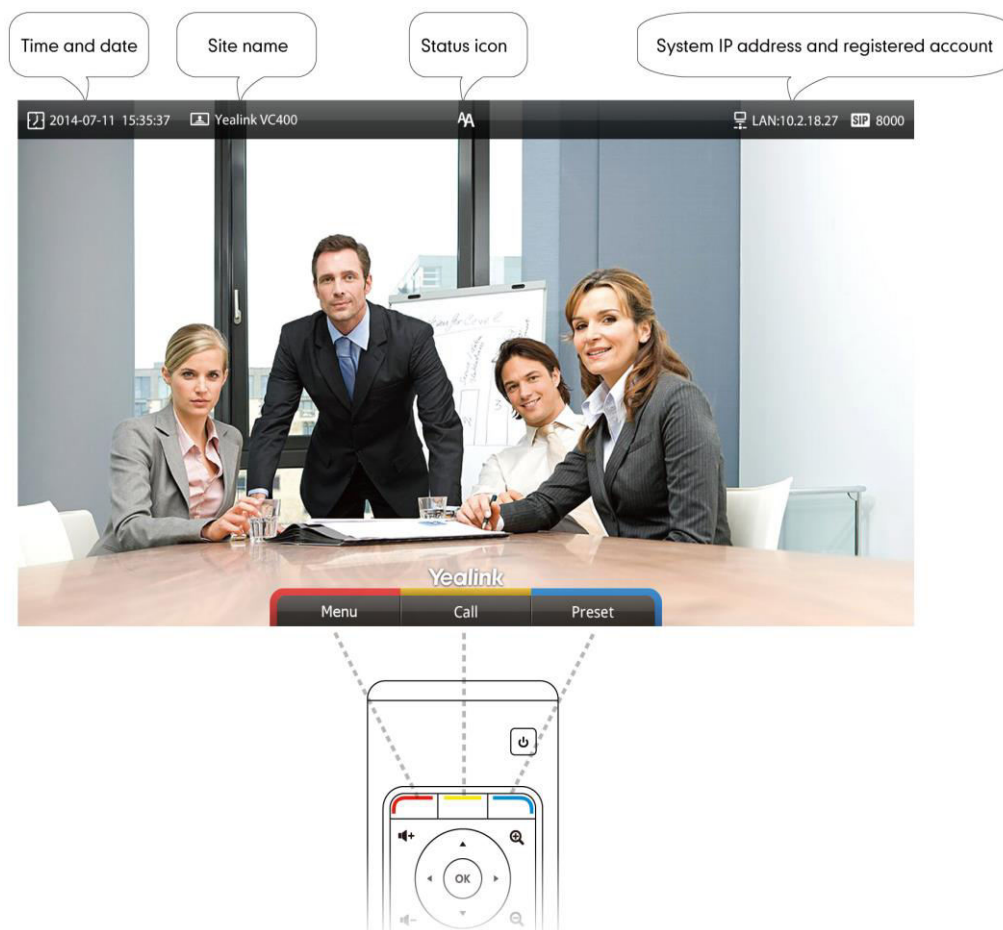 Time and date
Site name
Status icon
System IP address and registered account
2014-07-11 15:35:37
Yealink VC400
AA
LAN:10.2.18.27
SIP 8000
Yealink
Menu
Call
Preset
OK